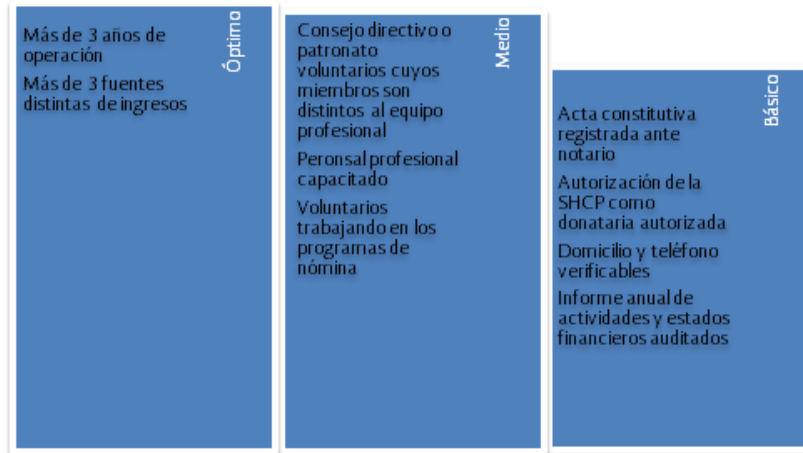 Óptimo
Más de 3 años de
operación
Más de 3 fuentes
distintas de ingresos
Medio
Consejo directivo o
patronato
voluntarios cuyos
miembros son
distintos al equipo
profesional
Peronsal profesional
capacitado
Voluntarios
trabajando en los
programas de
nómina
Básico
Acta constitutiva
registrada ante
notario
Autorización de la
SHCP como
donataria autorizada
Domicilio y teléfono
verificables
Informe anual de
actividades y estados
financieros auditados